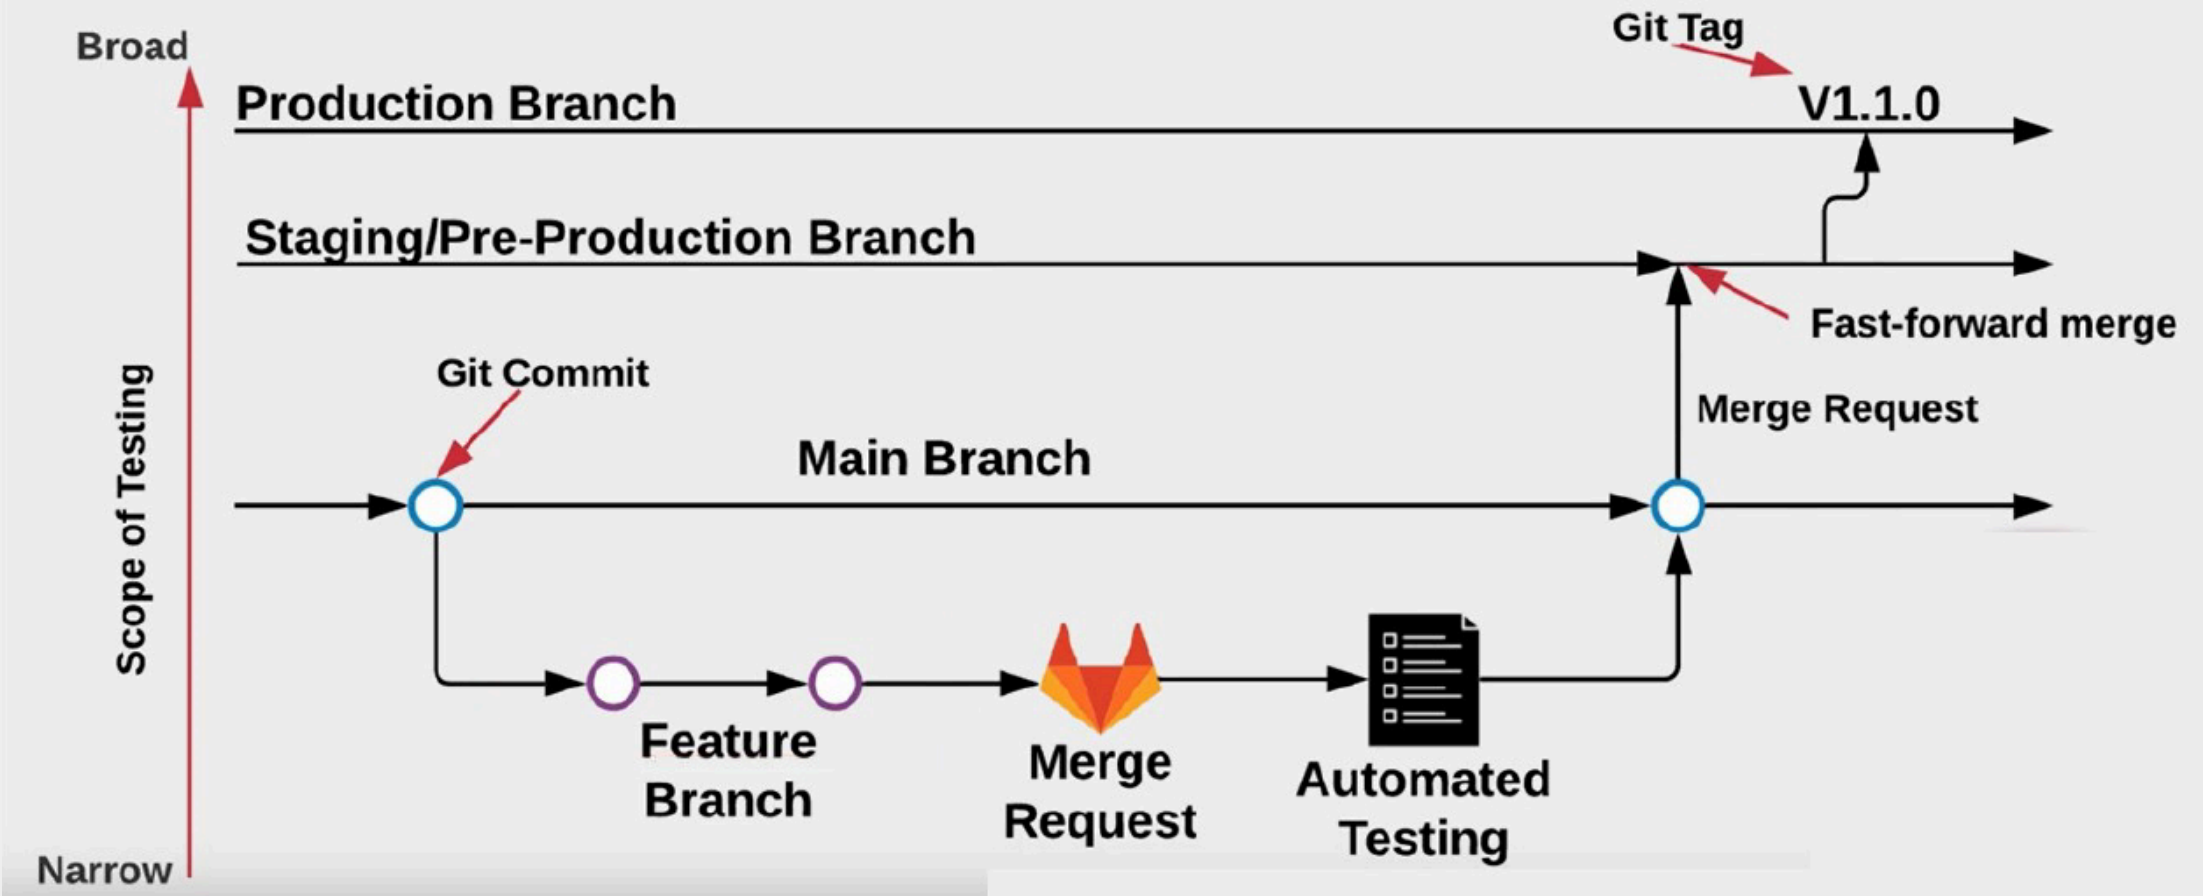 Git Tag
Broad
Production Branch
V1.1.0
Staging/Pre-Production Branch
Fast-forward merge
Git Commit
Merge Request
Main Branch
Scope of Testing
Feature
Branch
Merge
Request
Automated
Testing
Narrow